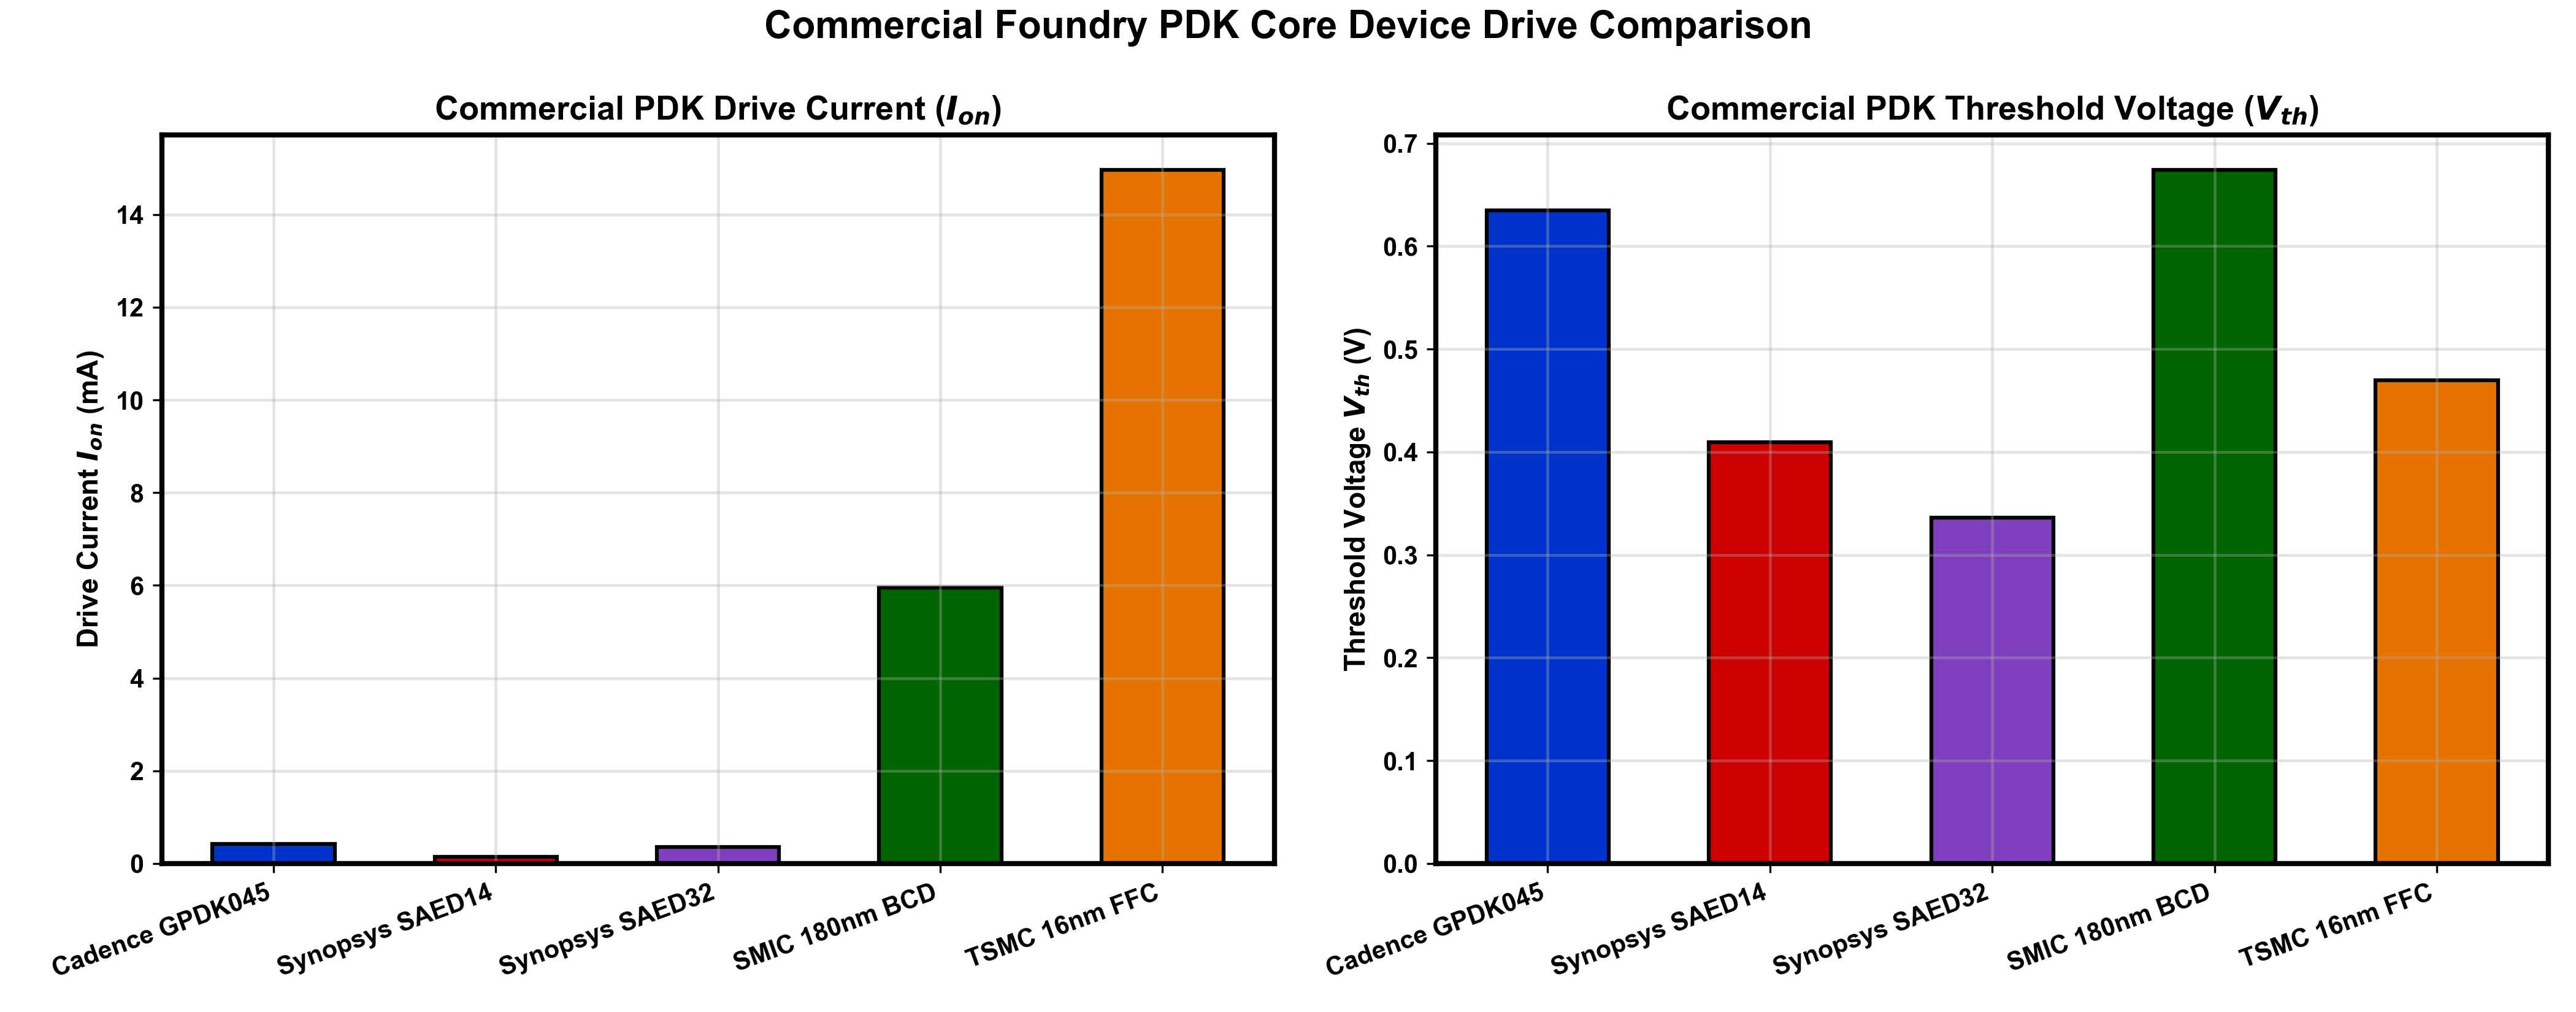 Commercial Foundry PDK Core Device Drive Comparison
Commercial PDK Drive Current (Ion)
Drive Current Ion (mA)
14
12
10
8
6
4
2
0
Cadence GPDK045
Synopsys SAED14
Synopsys SAED32
SMIC 180nm BCD
TSMC 16nm FFC
Commercial PDK Threshold Voltage (Vth)
Threshold Voltage Vth (V)
0.7
0.6
0.5
0.4
0.3
0.2
0.1
0.0
Cadence GPDK045
Synopsys SAED14
Synopsys SAED32
SMIC 180nm BCD
TSMC 16nm FFC